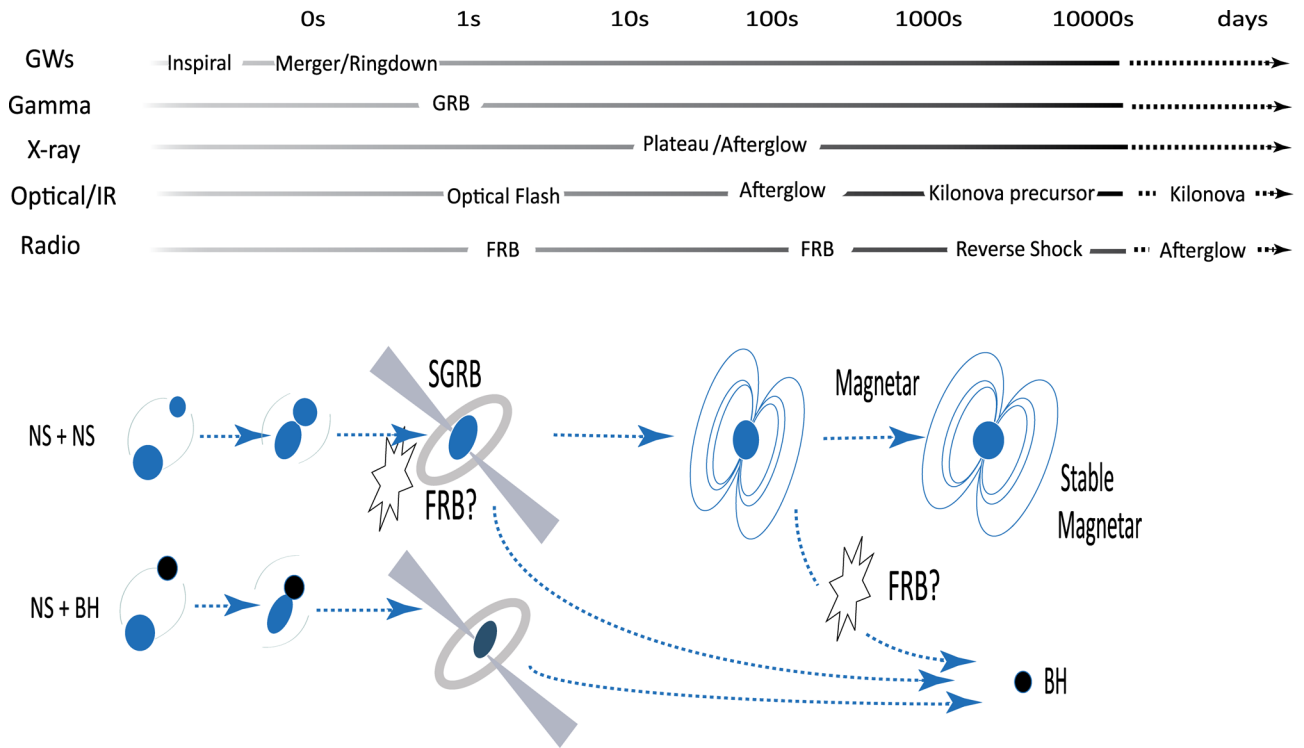 0s 1s 10s 100s 1000s 10000s days
GWs Inspiral Merger/Ringdown
Gamma GRB
X-ray Plateau /Afterglow
Optical/IR Optical Flash Afterglow Kilonova precursor Kilonova
Radio FRB FRB Reverse Shock Afterglow
SGRB
Magnetar
NS + NS
Stable
Magnetar
FRB?
FRB?
NS + BH
BH